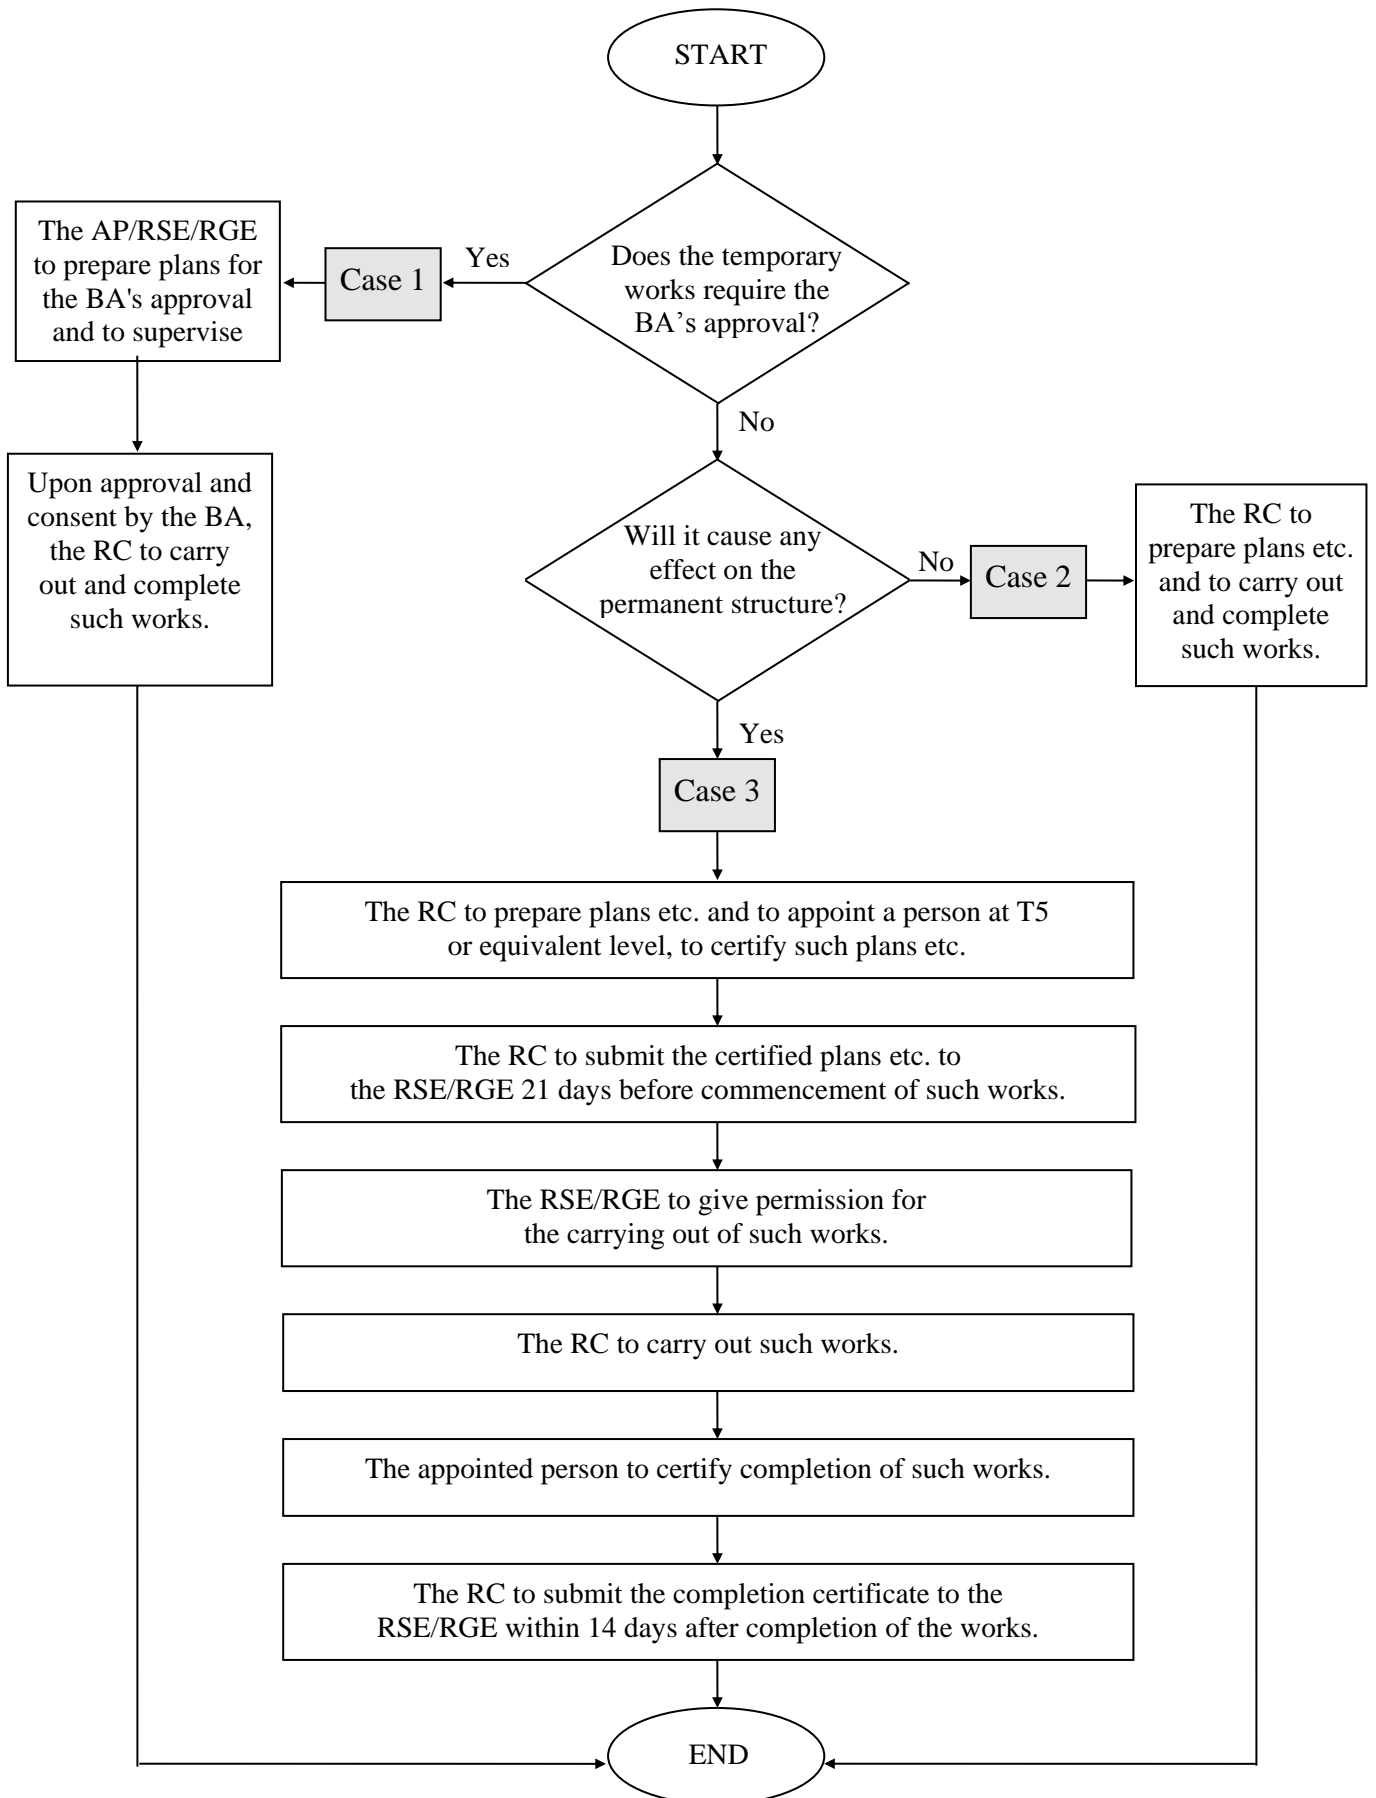 START
Does the temporary
works require the
BA’s approval?
Yes
Case 1
The AP/RSE/RGE
to prepare plans for
the BA's approval
and to supervise
Upon approval and
consent by the BA,
the RC to carry
out and complete
such works.
No
Will it cause any
effect on the
permanent structure?
No
Case 2
The RC to
prepare plans etc.
and to carry out
and complete
such works.
Yes
Case 3
The RC to prepare plans etc. and to appoint a person at T5
or equivalent level, to certify such plans etc.
The RC to submit the certified plans etc. to
the RSE/RGE 21 days before commencement of such works.
The RSE/RGE to give permission for
the carrying out of such works.
The RC to carry out such works.
The appointed person to certify completion of such works.
The RC to submit the completion certificate to the
RSE/RGE within 14 days after completion of the works.
END